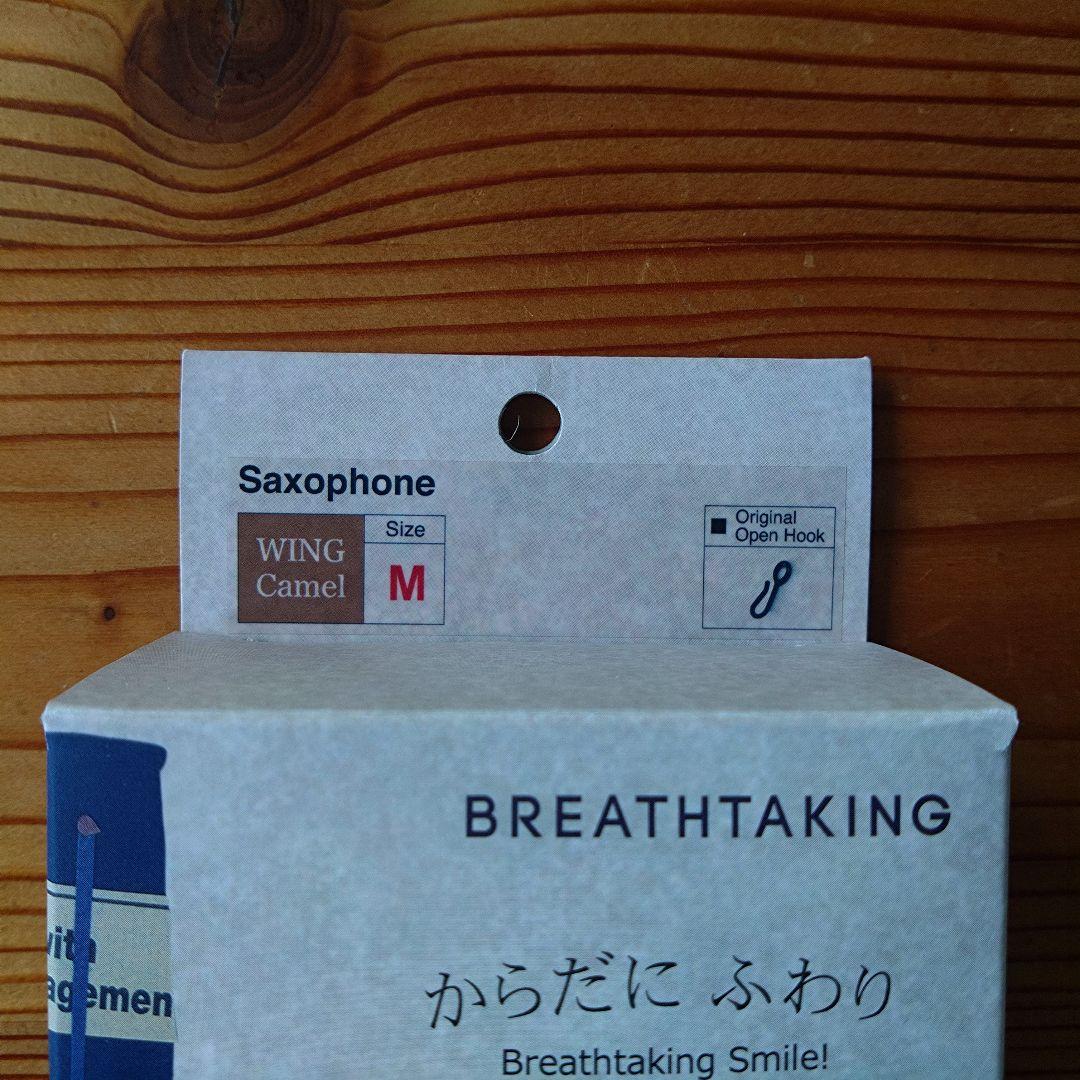 Saxophone
WING
Camel
Size
M
Original
Open Hook
BREATHTAKING
からだに ふわり
Breathtaking Smile!